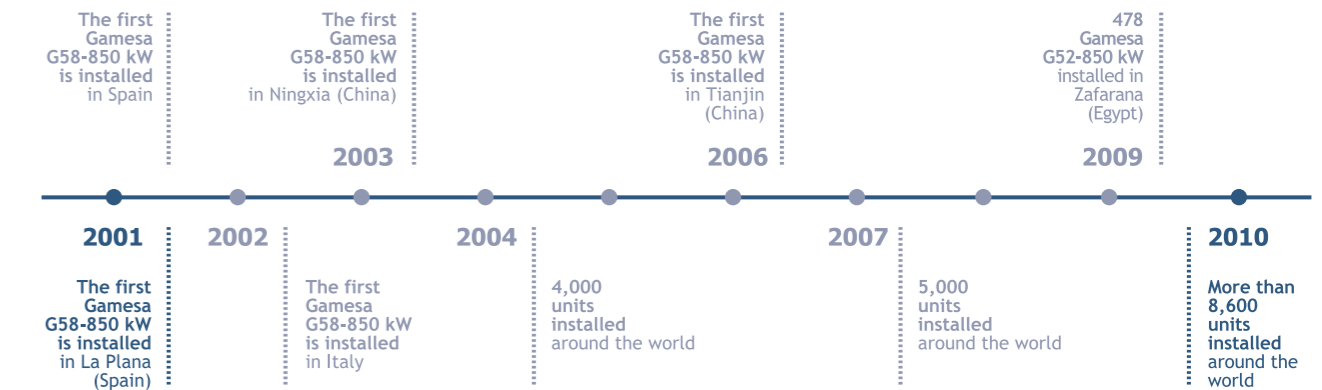 The first
Gamesa
G58-850 kW
is installed
in Spain
The first
Gamesa
G58-850 kW
is installed
in Ningxia (China)
2003
The first
Gamesa
G58-850 kW
is installed
in Tianjin
(China)
2006
478
Gamesa
G52-850 kW
installed in
Zafarana
(Egypt)
2009
2001
The first
Gamesa
G58-850 kW
is installed
in La Plana
(Spain)
2002
The first
Gamesa
G58-850 kW
is installed
in Italy
2004
4,000
units
installed
around the world
2007
5,000
units
installed
around the world
2010
More than
8,600
units
installed
around the
world